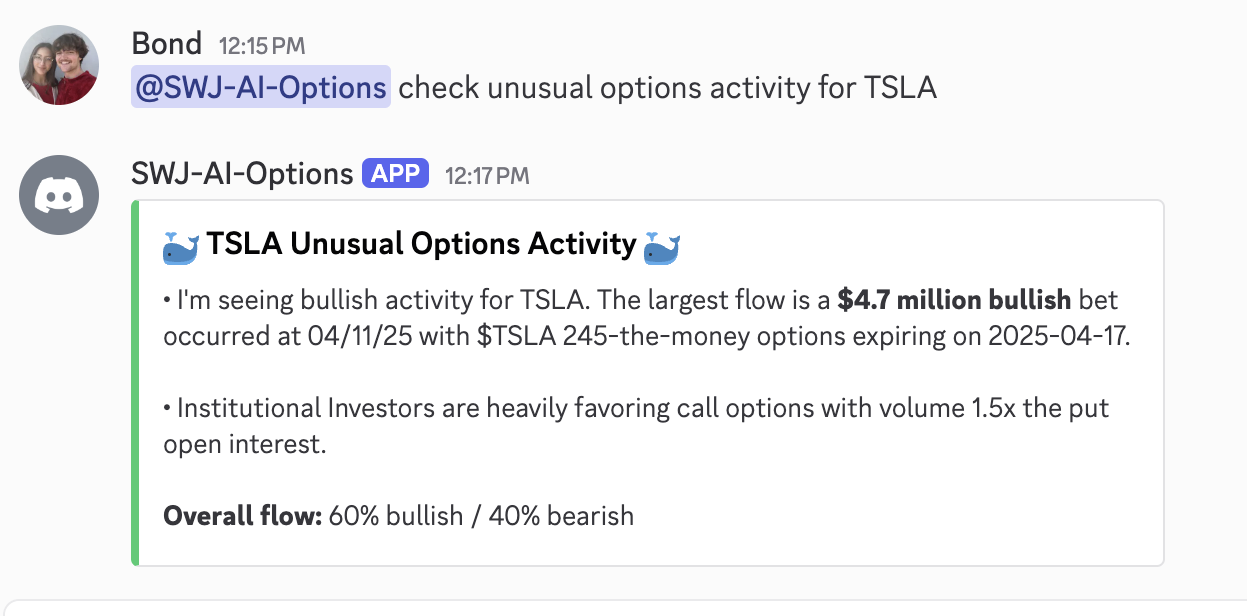 Bond 12:15 PM
@SWJ-AI-Options check unusual options activity for TSLA
SWJ-AI-Options APP 12:17 PM
🐳 TSLA Unusual Options Activity 🐳
• I'm seeing bullish activity for TSLA. The largest flow is a $4.7 million bullish bet
occurred at 04/11/25 with $TSLA 245-the-money options expiring on 2025-04-17.
• Institutional Investors are heavily favoring call options with volume 1.5x the put
open interest.
Overall flow: 60% bullish / 40% bearish